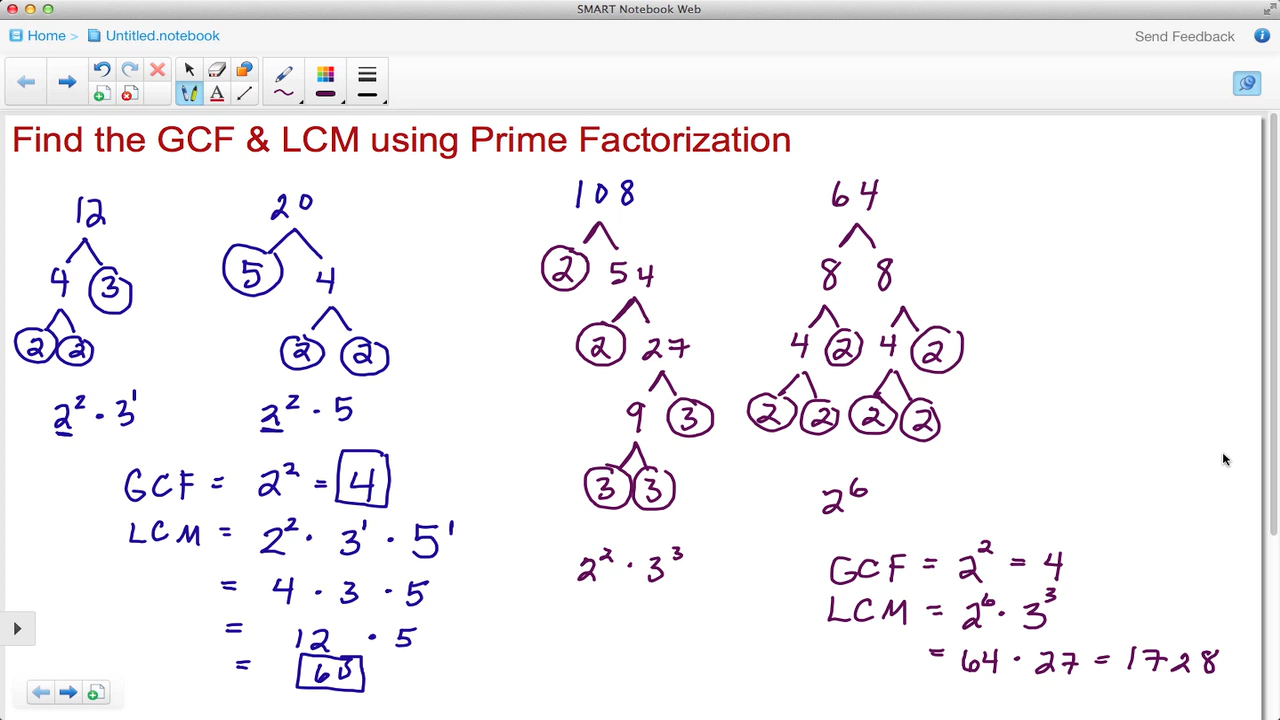 SMART Notebook Web
Home > Untitled.notebook
Send Feedback
Find the GCF & LCM using Prime Factorization
12
4 3
2 2
2² · 3¹
20
5 4
2 2
2² · 5
GCF = 2² = 4
LCM = 2² · 3¹ · 5¹
= 4 · 3 · 5
= 12 · 5
= 60
108
2 54
2 27
9 3
3 3
2² · 3³
64
8 8
4 2 4 2
2 2 2 2
2⁶
GCF = 2² = 4
LCM = 2⁶ · 3³
= 64 · 27 = 1728